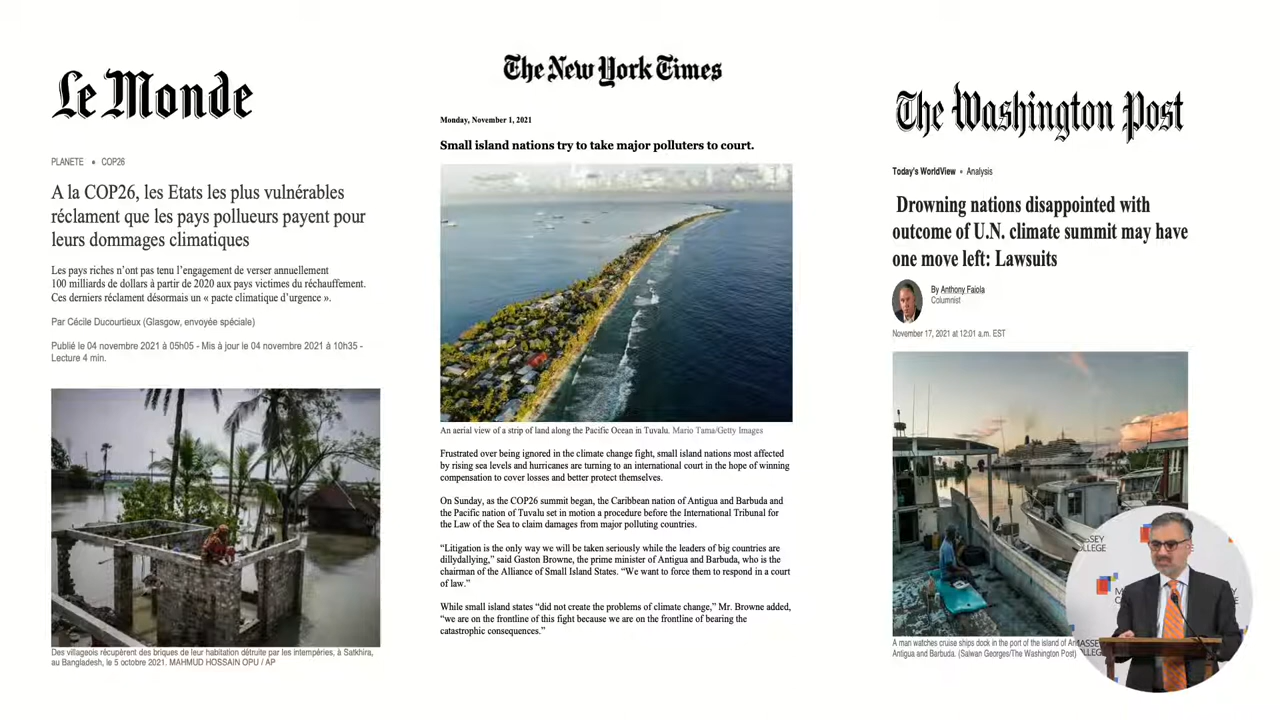 Le Monde
PLANETE • COP26
A la COP26, les Etats les plus vulnérables
réclament que les pays pollueurs payent pour
leurs dommages climatiques
Les pays riches n'ont pas tenu l'engagement de verser annuellement
100 milliards de dollars à partir de 2020 aux pays victimes du réchauffement.
Ces derniers réclament désormais un « pacte climatique d'urgence ».
Par Cécile Ducourtieux (Glasgow, envoyée spéciale)
Publié le 04 novembre 2021 à 05h05 - Mis à jour le 04 novembre 2021 à 10h35 -
Lecture 4 min.
Des villageois récupèrent des briques de leur habitation détruite par les intempéries, à Satkhira,
au Bangladesh, le 5 octobre 2021. MAHMUD HOSSAIN OPU / AP
The New York Times
Monday, November 1, 2021
Small island nations try to take major polluters to court.
An aerial view of a strip of land along the Pacific Ocean in Tuvalu. Mario Tama/Getty Images
Frustrated over being ignored in the climate change fight, small island nations most affected
by rising sea levels and hurricanes are turning to an international court in the hope of winning
compensation to cover losses and better protect themselves.
On Sunday, as the COP26 summit began, the Caribbean nation of Antigua and Barbuda and
the Pacific nation of Tuvalu set in motion a procedure before the International Tribunal for
the Law of the Sea to claim damages from major polluting countries.
“Litigation is the only way we will be taken seriously while the leaders of big countries are
dillydallying,” said Gaston Browne, the prime minister of Antigua and Barbuda, who is the
chairman of the Alliance of Small Island States. “We want to force them to respond in a court
of law.”
While small island states “did not create the problems of climate change,” Mr. Browne added,
“we are on the frontline of this fight because we are on the frontline of bearing the
catastrophic consequences.”
The Washington Post
Today's WorldView • Analysis
Drowning nations disappointed with
outcome of U.N. climate summit may have
one move left: Lawsuits
By Anthony Faiola
Columnist
November 17, 2021 at 12:01 a.m. EST
A man watches cruise ships dock in the port of the island of
Antigua and Barbuda. (Salwan Georges/The Washington Post)